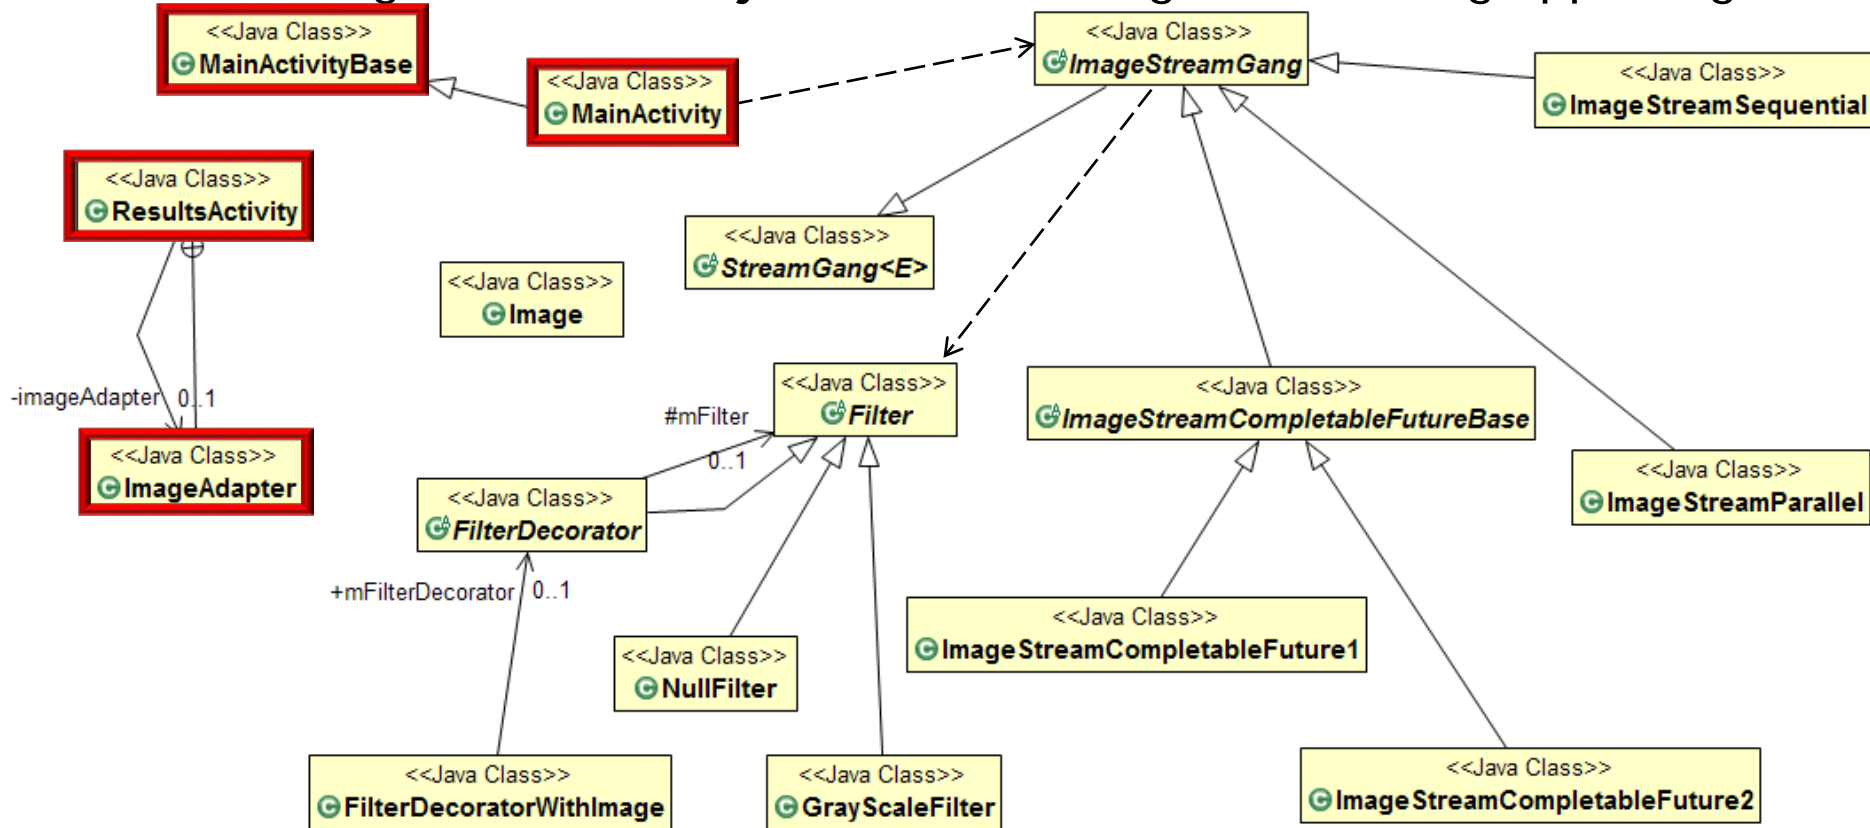 <<Java Class>>
MainActivityBase
<<Java Class>>
MainActivity
<<Java Class>>
ImageStreamGang
<<Java Class>>
ImageStreamSequential
<<Java Class>>
ResultsActivity
<<Java Class>>
StreamGang<E>
<<Java Class>>
Image
-imageAdapter 0..1
<<Java Class>>
ImageAdapter
<<Java Class>>
Filter
#mFilter
0..1
<<Java Class>>
ImageStreamCompletableFutureBase
<<Java Class>>
ImageStreamParallel
<<Java Class>>
FilterDecorator
+mFilterDecorator 0..1
<<Java Class>>
ImageStreamCompletableFuture1
<<Java Class>>
NullFilter
<<Java Class>>
FilterDecoratorWithImage
<<Java Class>>
GrayScaleFilter
<<Java Class>>
ImageStreamCompletableFuture2